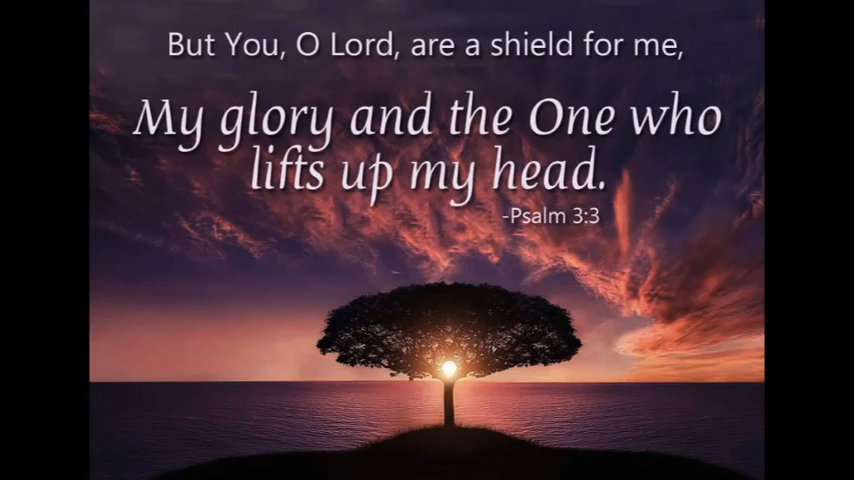 But You, O Lord, are a shield for me,
My glory and the One who
lifts up my head.
-Psalm 3:3